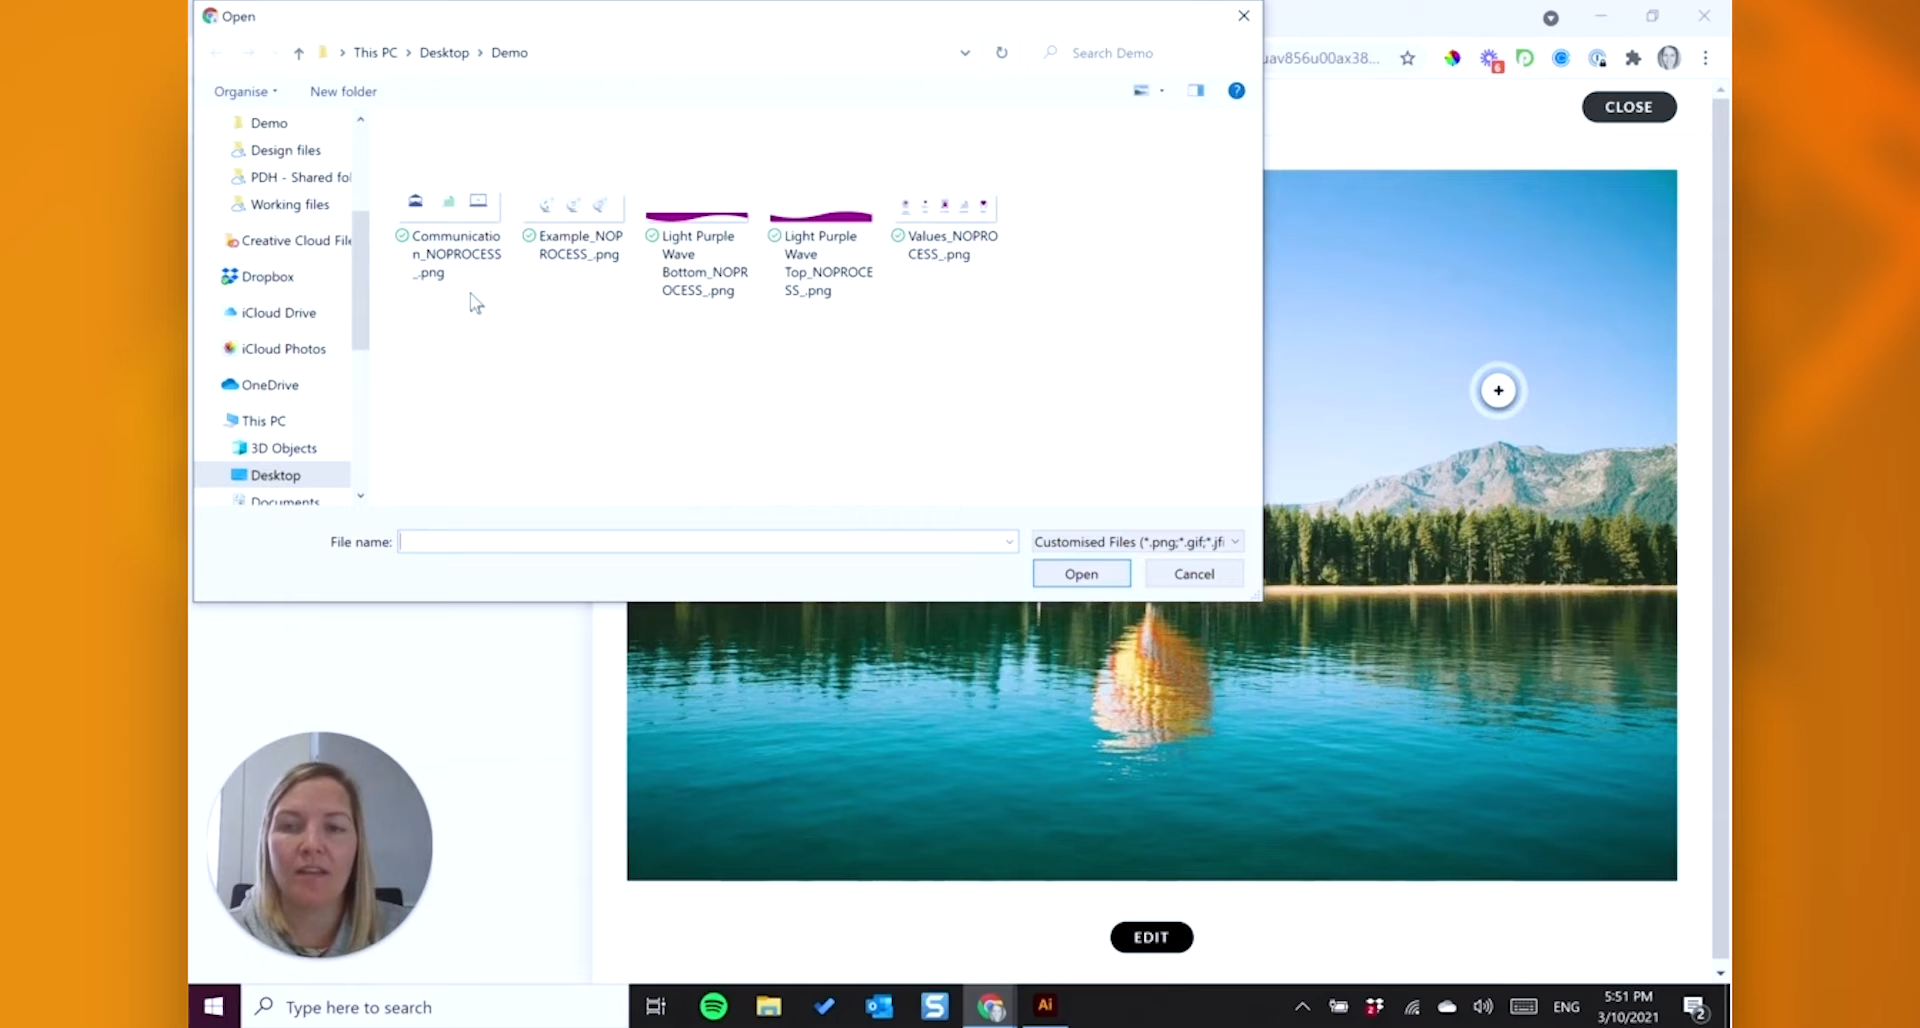 Open
This PC > Desktop > Demo
Search Demo
uav856u00ax38...
6
Organise
New folder
?
CLOSE
Demo
Design files
PDH - Shared fol
Working files
Creative Cloud File
Dropbox
iCloud Drive
iCloud Photos
OneDrive
This PC
3D Objects
Desktop
Documents
Communicatio
n_NOPROCESS
_.png
Example_NOP
ROCESS_.png
Light Purple
Wave
Bottom_NOPR
OCESS_.png
Light Purple
Wave
Top_NOPROCE
SS_.png
Values_NOPRO
CESS_.png
File name:
Customised Files (*.png;*.gif;*.jfi
Open
Cancel
EDIT
Type here to search
Ai
ENG
5:51 PM
3/10/2021
2